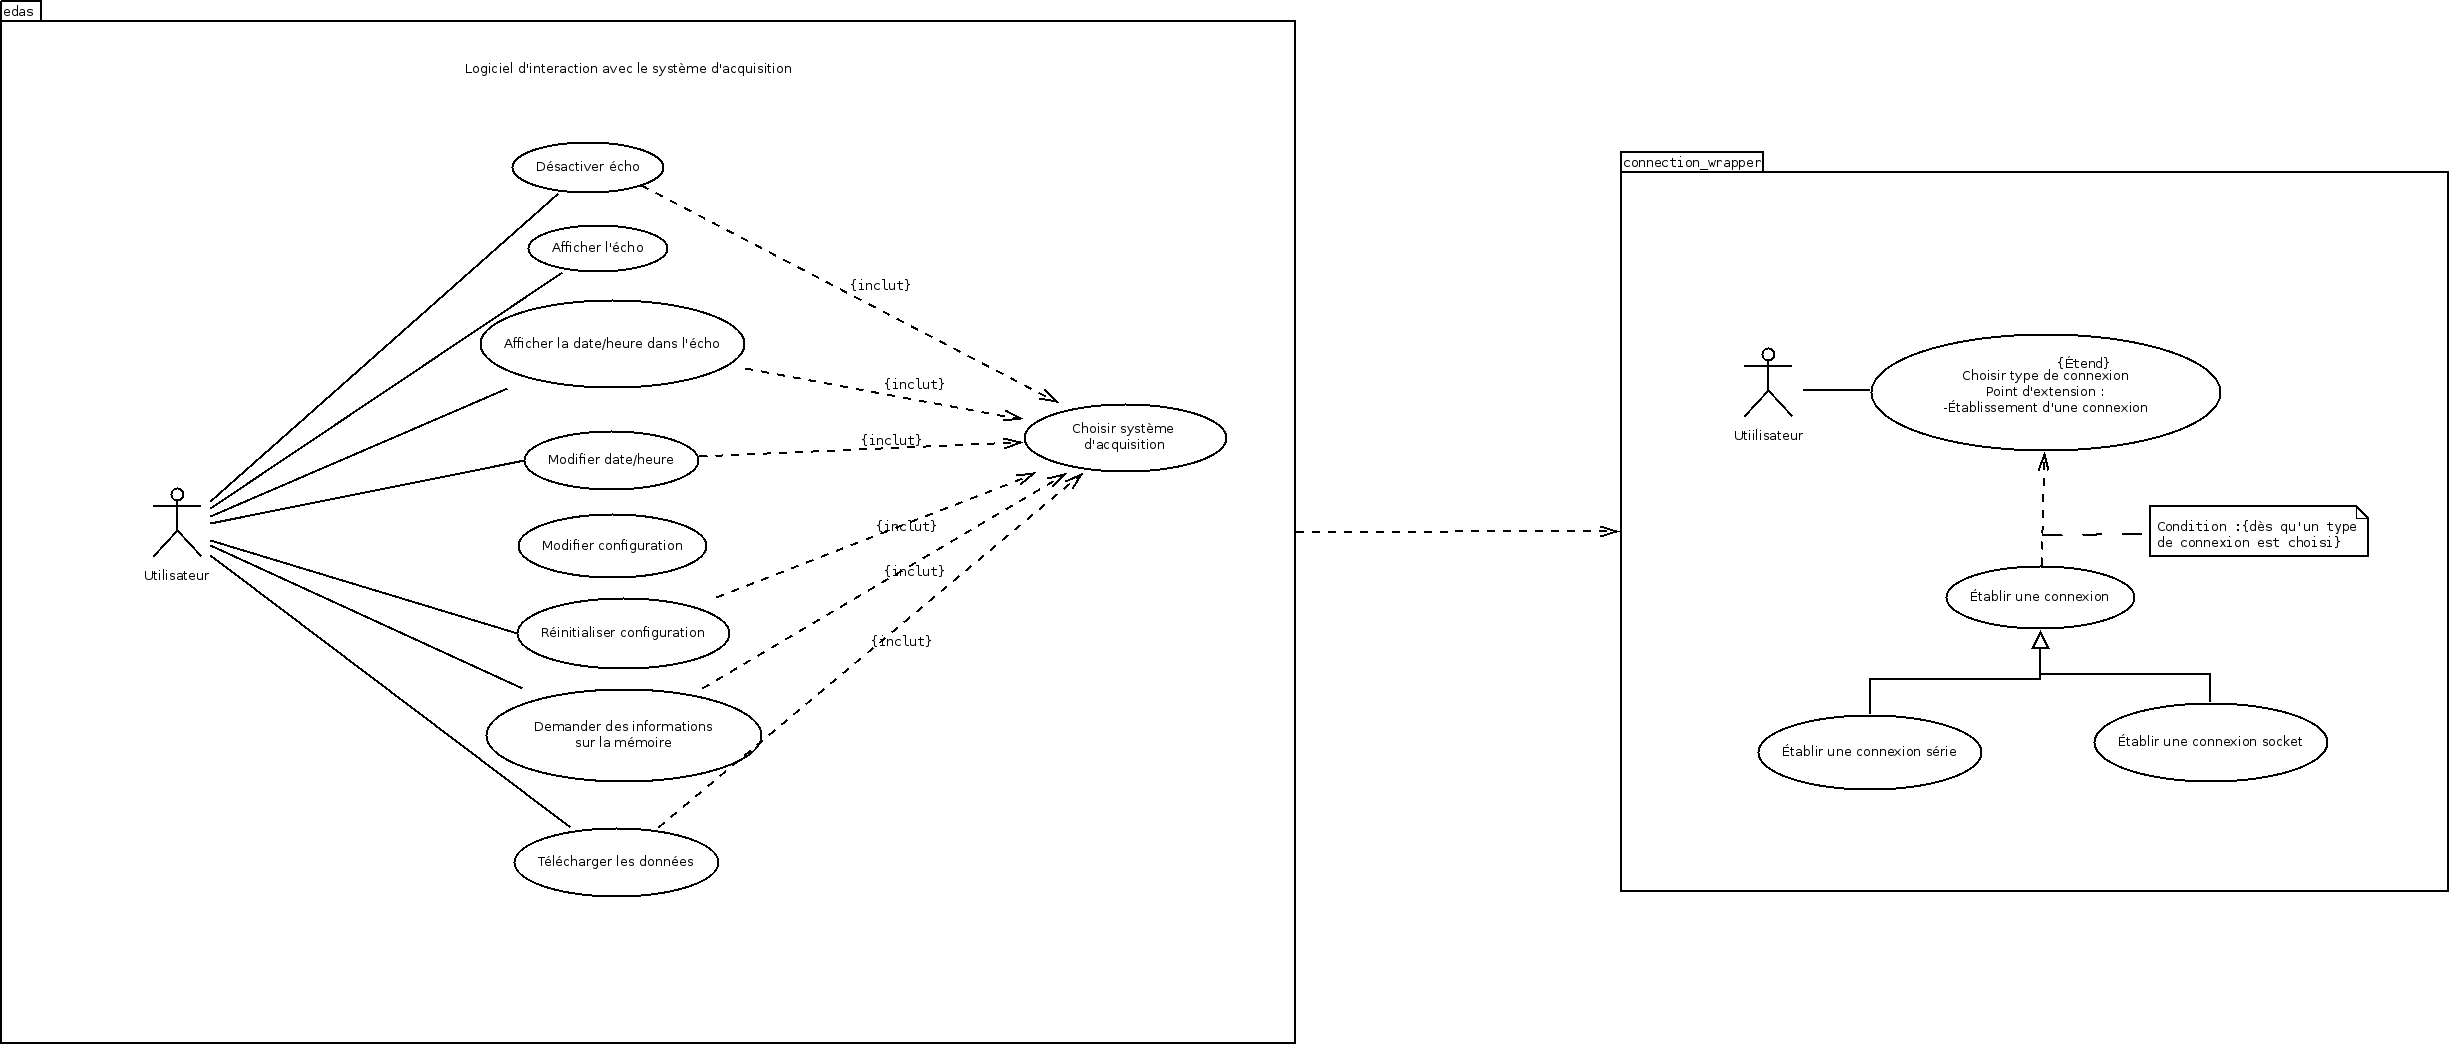 edas
Logiciel d'interaction avec le système d'acquisition
Désactiver écho
Afficher l'écho
{inclut}
Afficher la date/heure dans l'écho
{inclut}
Choisir système
d'acquisition
{inclut}
Modifier date/heure
{inclut}
Modifier configuration
Utilisateur
{inclut}
Réinitialiser configuration
{inclut}
Demander des informations
sur la mémoire
Télécharger les données
connection_wrapper
{Étend}
Choisir type de connexion
Point d'extension :
-Établissement d'une connexion
Utiilisateur
Condition :{dès qu'un type
de connexion est choisi}
Établir une connexion
Établir une connexion série
Établir une connexion socket